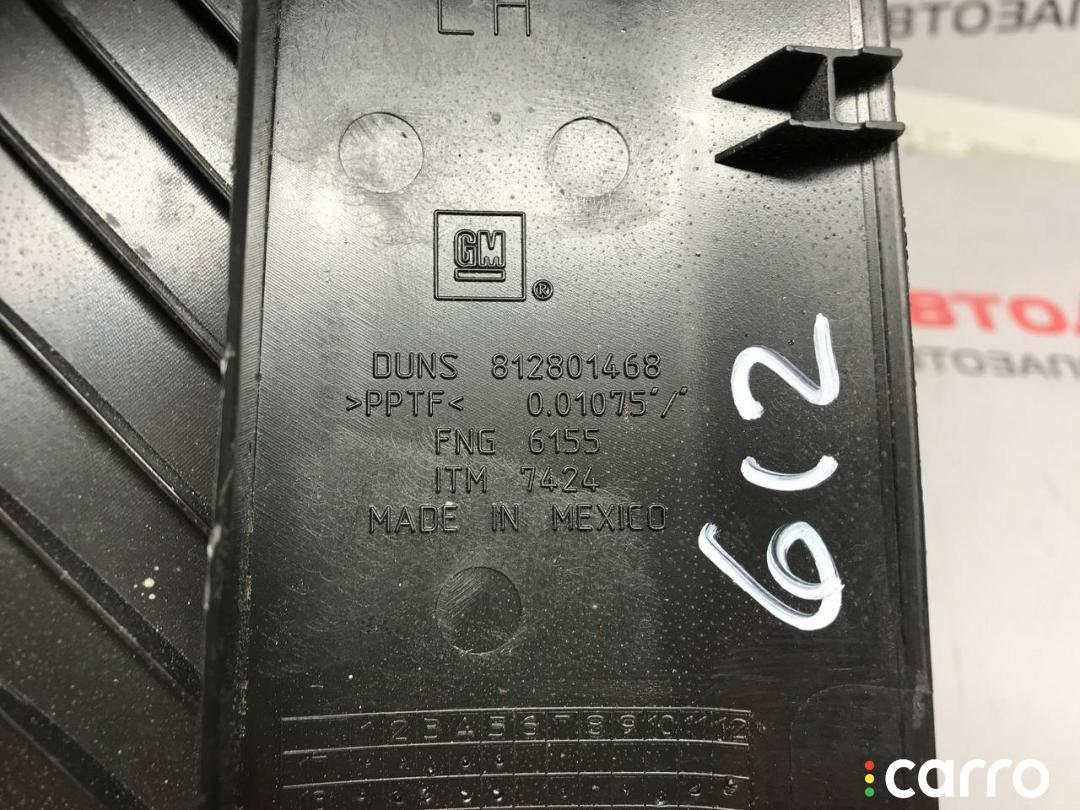 LH
GM
®
DUNS 812801468
>PPTF< 0.01075"/"
FNG 6155
ITM 7424
MADE IN MEXICO
612
1 2 3 4 5 6 7 8 9 10 11 12
carro